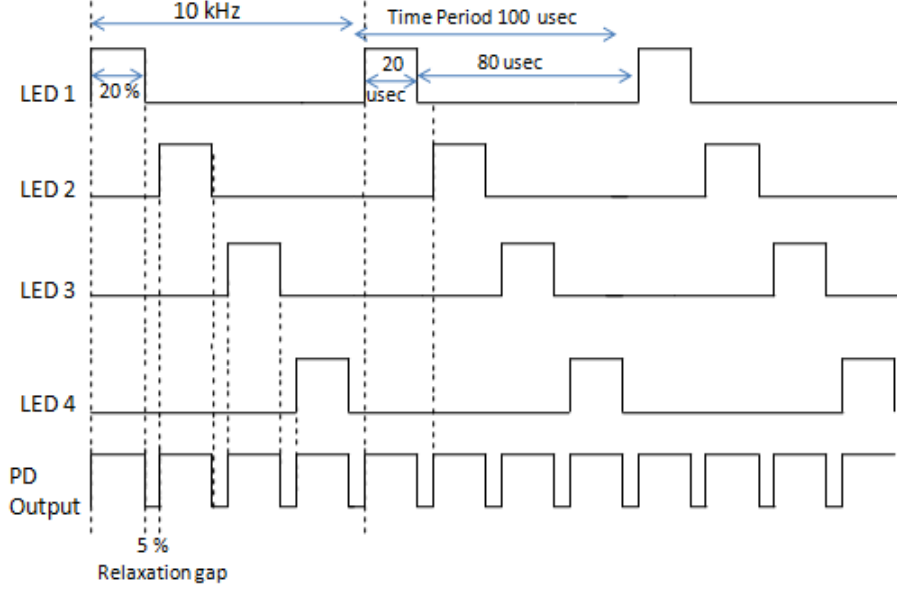 10 kHz
Time Period 100 usec
LED 1
20 %
20
usec
80 usec
LED 2
LED 3
LED 4
PD
Output
5 %
Relaxation gap